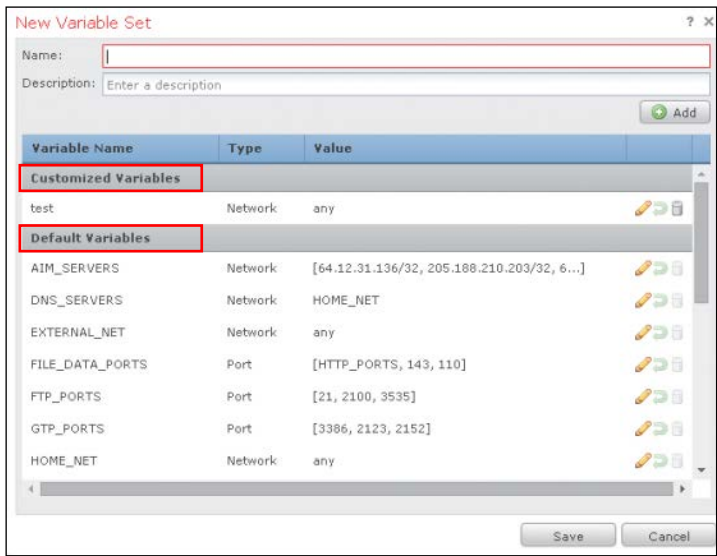 New Variable Set ? X
Name:
Description: Enter a description
Add
Variable Name Type Value
Customized Variables
test Network any
Default Variables
AIM_SERVERS Network [64.12.31.136/32, 205.188.210.203/32, 6...]
DNS_SERVERS Network HOME_NET
EXTERNAL_NET Network any
FILE_DATA_PORTS Port [HTTP_PORTS, 143, 110]
FTP_PORTS Port [21, 2100, 3535]
GTP_PORTS Port [3386, 2123, 2152]
HOME_NET Network any
Save Cancel